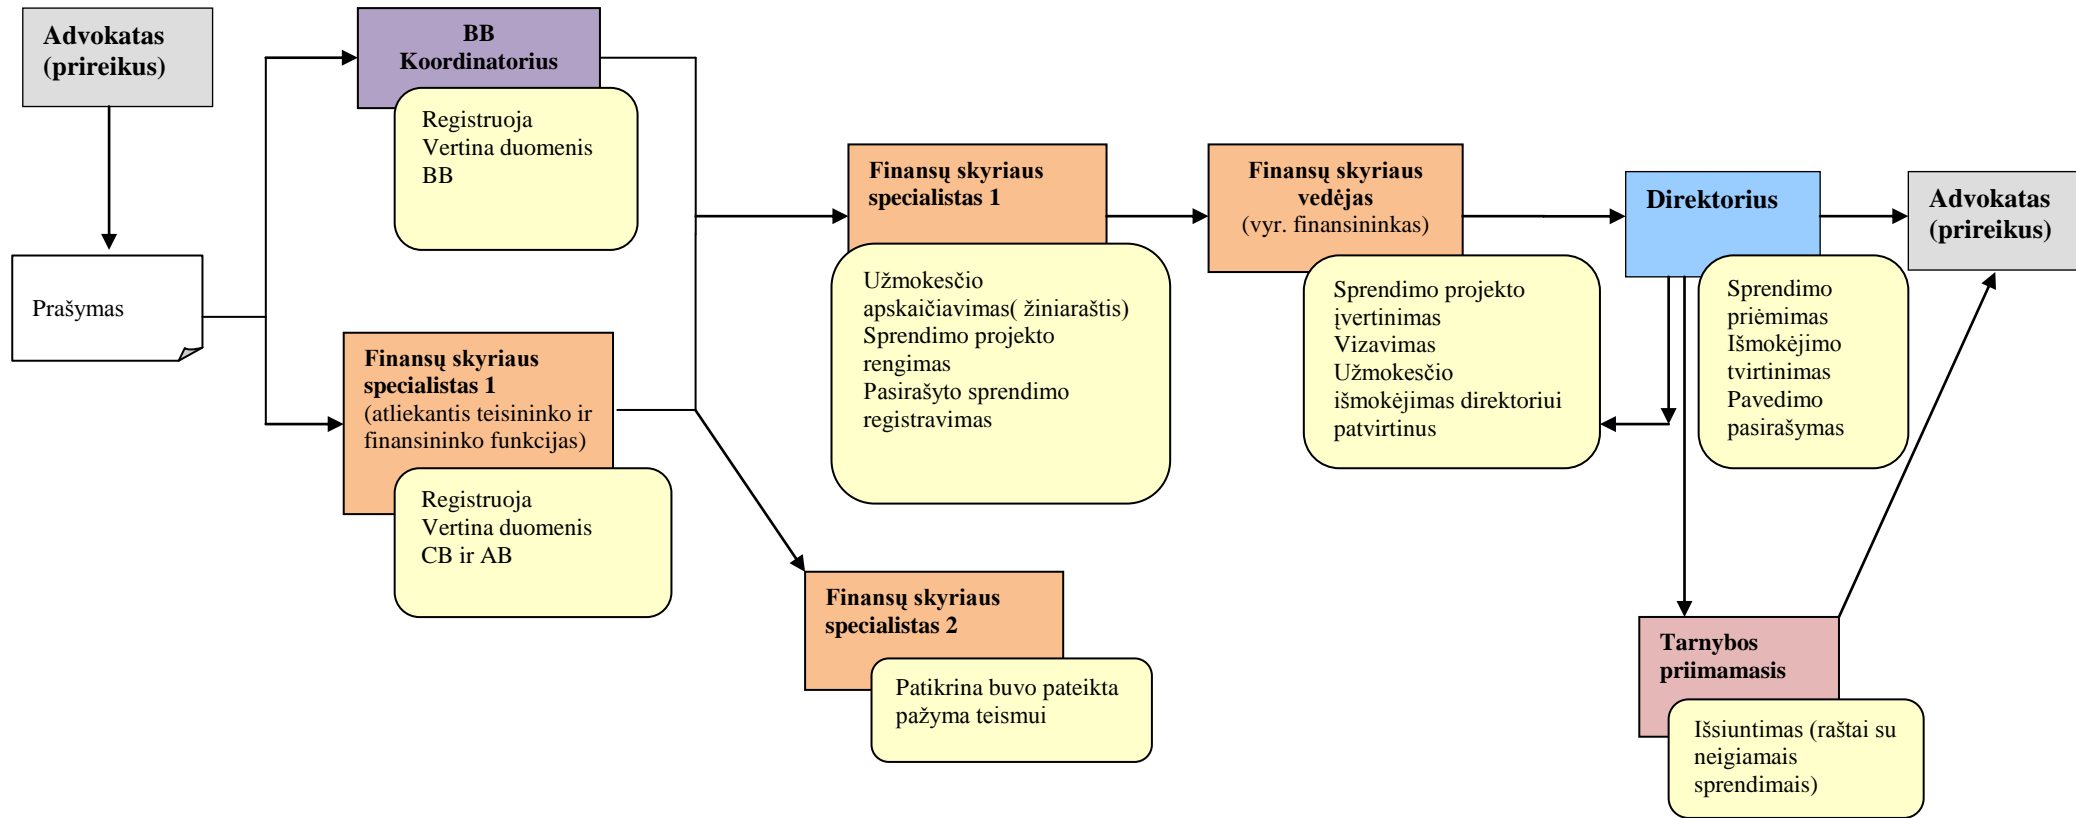 Advokatas
(prireikus)
Prašymas
BB
Koordinatorius
Registruoja
Vertina duomenis
BB
Finansų skyriaus
specialistas 1
(atliekantis teisininko ir
finansininko funkcijas)
Registruoja
Vertina duomenis
CB ir AB
Finansų skyriaus
specialistas 1
Užmokesčio
apskaičiavimas( žiniaraštis)
Sprendimo projekto
rengimas
Pasirašyto sprendimo
registravimas
Finansų skyriaus
specialistas 2
Patikrina buvo pateikta
pažyma teismui
Finansų skyriaus
vedėjas
(vyr. finansininkas)
Sprendimo projekto
įvertinimas
Vizavimas
Užmokesčio
išmokėjimas direktoriui
patvirtinus
Direktorius
Sprendimo
priėmimas
Išmokėjimo
tvirtinimas
Pavedimo
pasirašymas
Tarnybos
priimamasis
Išsiuntimas (raštai su
neigiamais
sprendimais)
Advokatas
(prireikus)